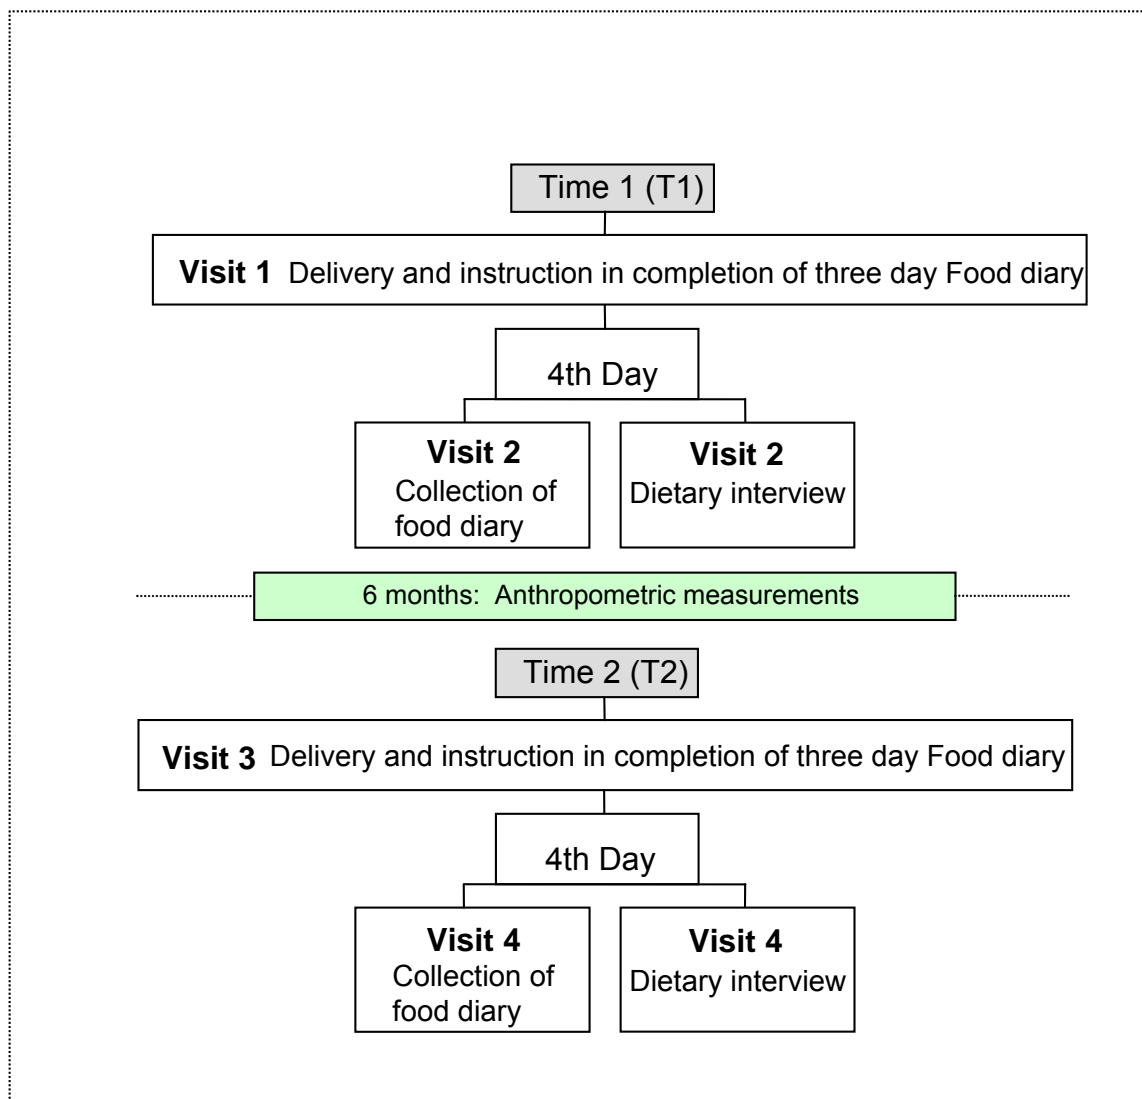 Time 1 (T1)
Visit 1 Delivery and instruction in completion of three day Food diary
4th Day
Visit 2
Collection of
food diary
Visit 2
Dietary interview
6 months: Anthropometric measurements
Time 2 (T2)
Visit 3 Delivery and instruction in completion of three day Food diary
4th Day
Visit 4
Collection of
food diary
Visit 4
Dietary interview